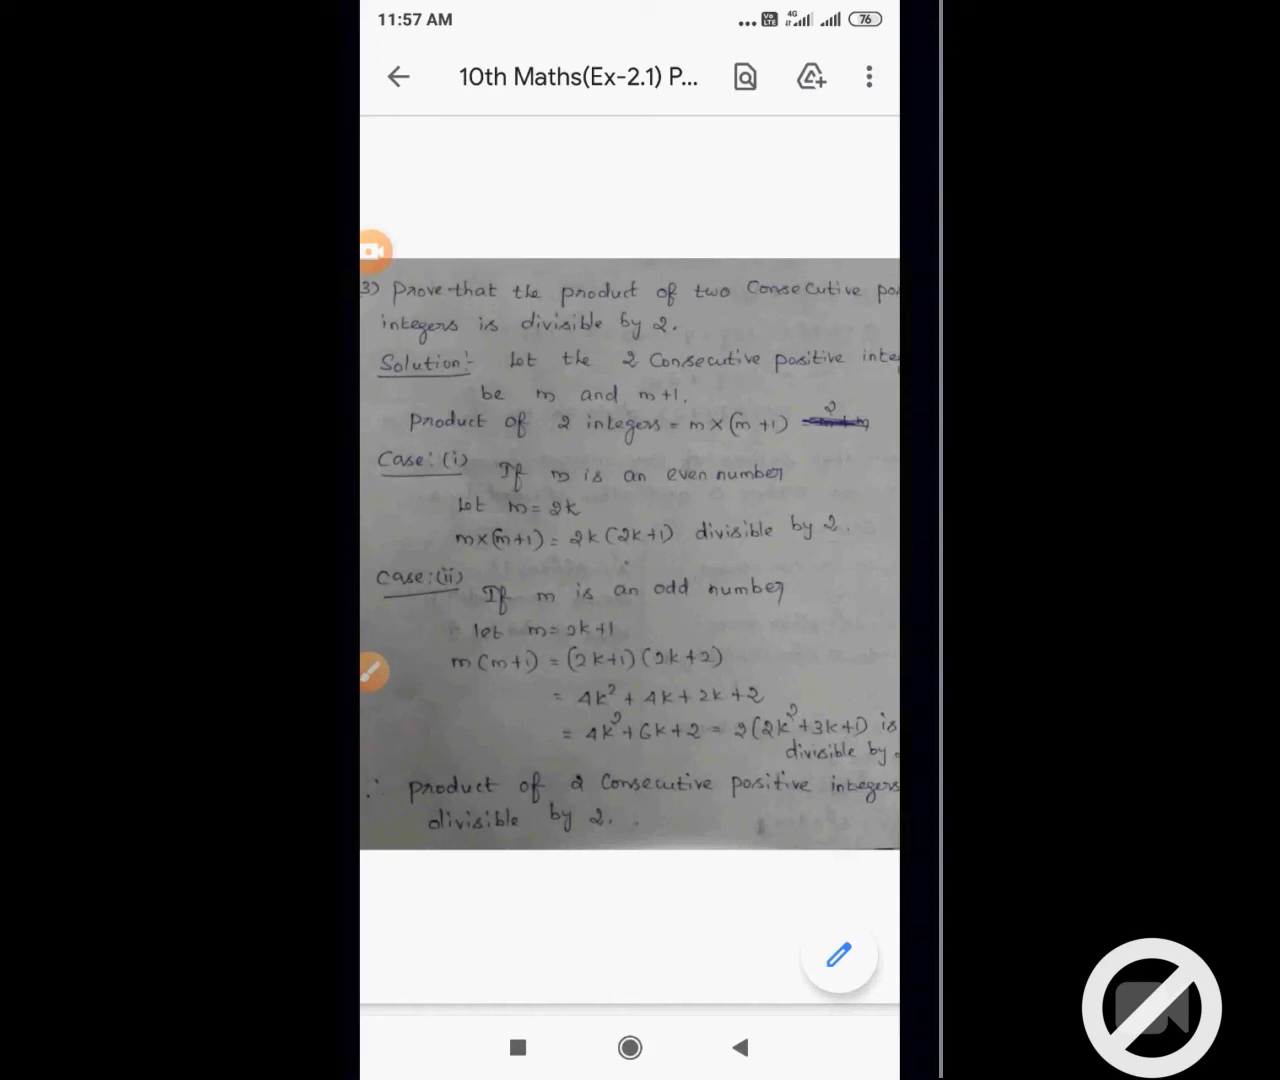 11:57 AM
Vo LTE 4G 76
10th Maths(Ex-2.1) P...
3) Prove that the product of two Consecutive po
integers is divisible by 2.
Solution:- Let the 2 Consecutive positive inte
be m and m+1.
Product of 2 integers = m×(m+1)
Case:(i) If m is an even number
Let m=2k
m×(m+1)= 2k(2k+1) divisible by 2.
Case:(ii) If m is an odd number
let m=2k+1
m(m+1) = (2k+1)(2k+2)
= 4k²+4k+2k+2
= 4k²+6k+2 = 2(2k²+3k+1) is
divisible by
∴ product of 2 Consecutive positive integers
divisible by 2.